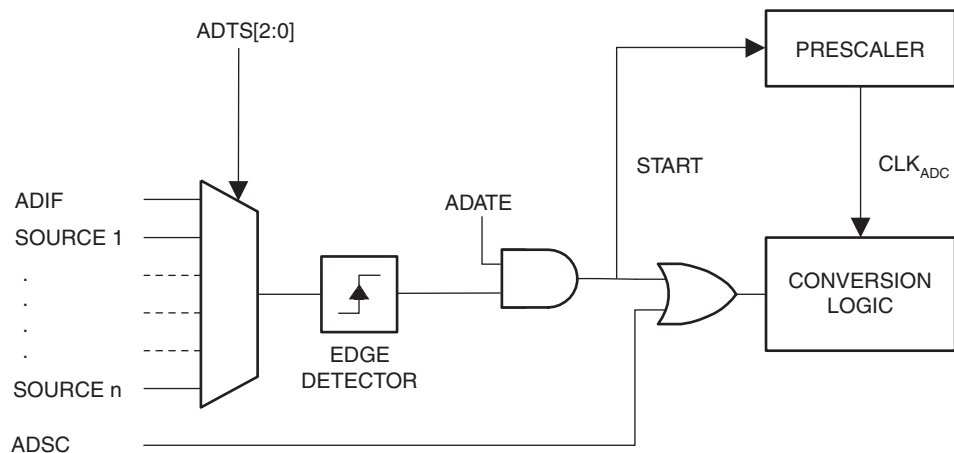 ADTS[2:0]
PRESCALER
START
CLKADC
ADIF
ADATE
SOURCE 1
.
.
.
.
CONVERSION
LOGIC
EDGE
DETECTOR
SOURCE n
ADSC